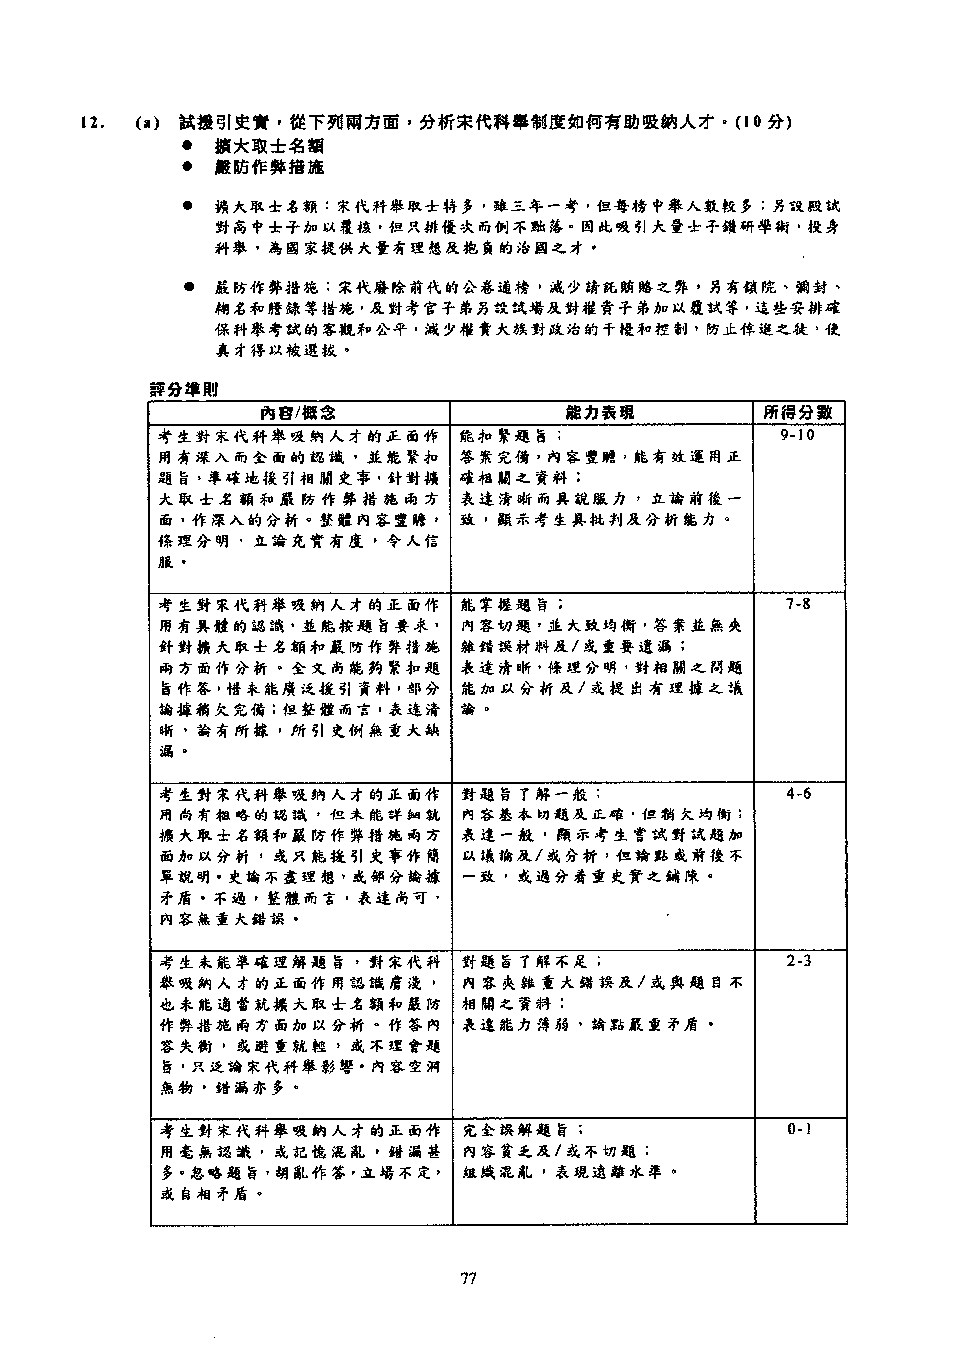 12. (a) 試援引史實，從下列兩方面，分析宋代科舉制度如何有助吸納人才。(10 分)
● 擴大取士名額
● 嚴防作弊措施
● 擴大取士名額：宋代科舉取士特多，雖三年一考，但每榜中舉人數較多；另設殿試
對高中士子加以覆核，但只排優次而例不黜落。因此吸引大量士子鑽研學術，投身
科舉，為國家提供大量有理想及抱負的治國之才。
● 嚴防作弊措施：宋代廢除前代的公卷通榜，減少請託賄賂之弊，另有鎖院、彌封、
糊名和謄錄等措施，及對考官子弟另設試場及對權貴子弟加以覆試等，這些安排確
保科舉考試的客觀和公平，減少權貴大族對政治的干擾和控制，防止倖進之徒，使
真才得以被選拔。
評分準則
內容/概念 能力表現 所得分數
考生對宋代科舉吸納人才的正面作
用有深入而全面的認識，並能緊扣
題旨，準確地援引相關史事，針對擴
大取士名額和嚴防作弊措施兩方
面，作深入的分析。整體內容豐贍，
條理分明，立論充實有度，令人信
服。
能扣緊題旨；
答案完備，內容豐贍，能有效運用正
確相關之資料；
表達清晰而具說服力，立論前後一
致，顯示考生具批判及分析能力。
9-10
考生對宋代科舉吸納人才的正面作
用有具體的認識，並能按題旨要求，
針對擴大取士名額和嚴防作弊措施
兩方面作分析。全文尚能夠緊扣題
旨作答，惜未能廣泛援引資料，部分
論據稍欠完備；但整體而言，表達清
晰，論有所據，所引史例無重大缺
漏。
能掌握題旨；
內容切題，並大致均衡，答案並無夾
雜錯誤材料及/或重要遺漏；
表達清晰，條理分明，對相關之問題
能加以分析及/或提出有理據之議
論。
7-8
考生對宋代科舉吸納人才的正面作
用尚有粗略的認識，但未能詳細就
擴大取士名額和嚴防作弊措施兩方
面加以分析，或只能援引史事作簡
單說明。史論不盡理想，或部分論據
矛盾。不過，整體而言，表達尚可，
內容無重大錯誤。
對題旨了解一般；
內容基本切題及正確，但稍欠均衡；
表達一般，顯示考生嘗試對試題加
以議論及/或分析，但論點或前後不
一致，或過分着重史實之鋪陳。
4-6
考生未能準確理解題旨，對宋代科
舉吸納人才的正面作用認識膚淺，
也未能適當就擴大取士名額和嚴防
作弊措施兩方面加以分析。作答內
容失衡，或避重就輕，或不理會題
旨，只泛論宋代科舉影響。內容空洞
無物，錯漏亦多。
對題旨了解不足；
內容夾雜重大錯誤及/或與題目不
相關之資料；
表達能力薄弱，論點嚴重矛盾。
2-3
考生對宋代科舉吸納人才的正面作
用毫無認識，或記憶混亂，錯漏甚
多。忽略題旨，胡亂作答，立場不定，
或自相矛盾。
完全誤解題旨；
內容貧乏及/或不切題；
組織混亂，表現遠離水準。
0-1
77